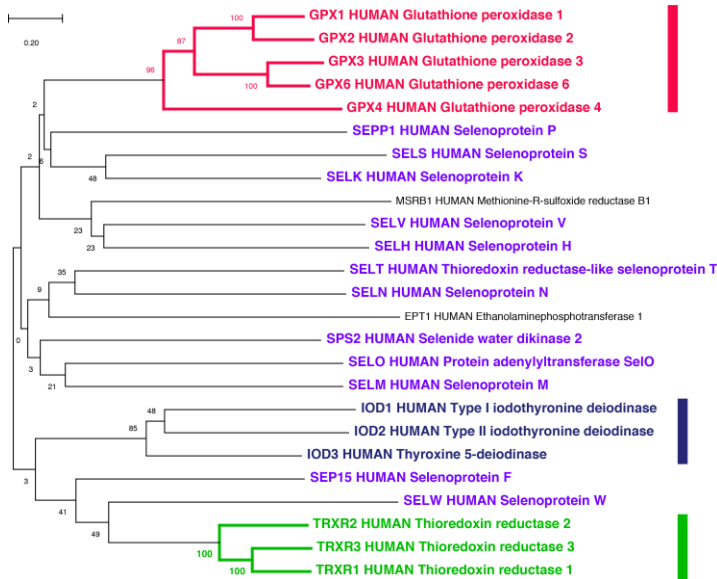 100
GPX1 HUMAN Glutathione peroxidase 1
87
GPX2 HUMAN Glutathione peroxidase 2
0.20
GPX3 HUMAN Glutathione peroxidase 3
96
100
GPX6 HUMAN Glutathione peroxidase 6
GPX4 HUMAN Glutathione peroxidase 4
2
SEPP1 HUMAN Selenoprotein P
2
6
SELS HUMAN Selenoprotein S
48
SELK HUMAN Selenoprotein K
MSRB1 HUMAN Methionine-R-sulfoxide reductase B1
23
SELV HUMAN Selenoprotein V
23
SELH HUMAN Selenoprotein H
35
SELT HUMAN Thioredoxin reductase-like selenoprotein T
9
SELN HUMAN Selenoprotein N
EPT1 HUMAN Ethanolaminephosphotransferase 1
0
SPS2 HUMAN Selenide water dikinase 2
3
SELO HUMAN Protein adenylyltransferase SelO
21
SELM HUMAN Selenoprotein M
48
IOD1 HUMAN Type I iodothyronine deiodinase
85
IOD2 HUMAN Type II iodothyronine deiodinase
IOD3 HUMAN Thyroxine 5-deiodinase
3
SEP15 HUMAN Selenoprotein F
41
SELW HUMAN Selenoprotein W
49
TRXR2 HUMAN Thioredoxin reductase 2
100
TRXR3 HUMAN Thioredoxin reductase 3
100
TRXR1 HUMAN Thioredoxin reductase 1